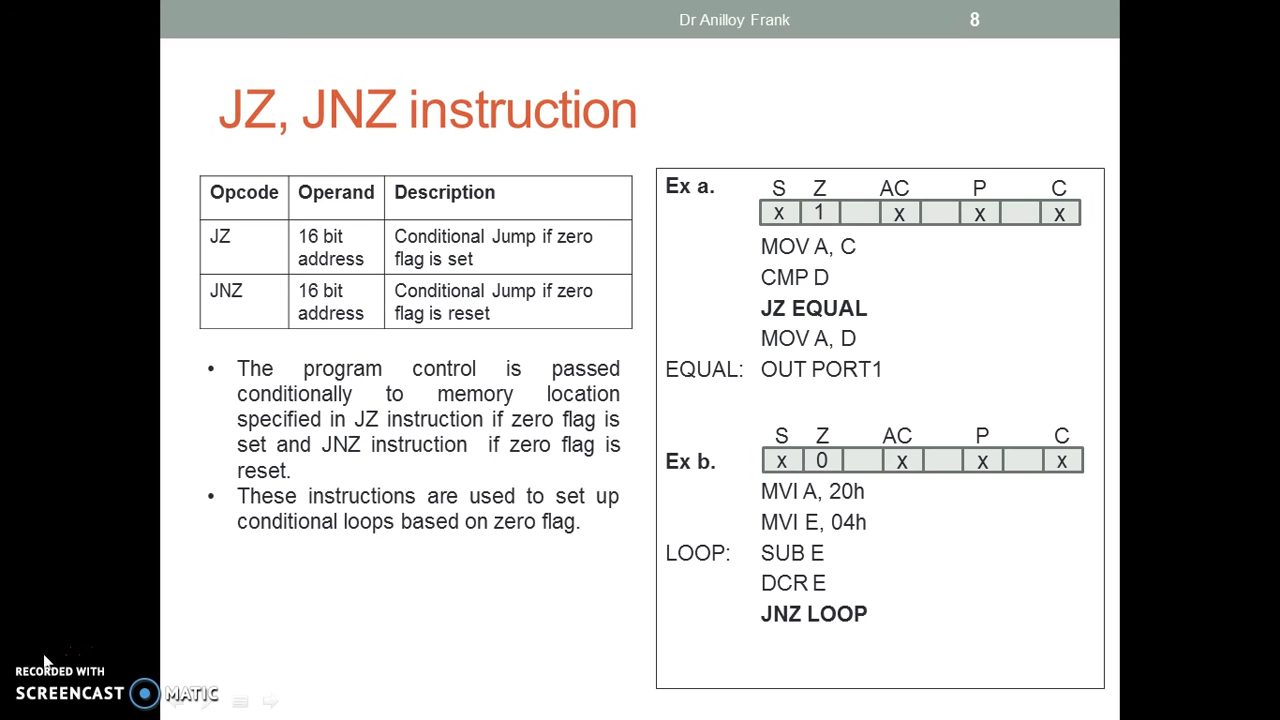 Dr Anilloy Frank 8
JZ, JNZ instruction
Opcode Operand Description
JZ 16 bit address Conditional Jump if zero flag is set
JNZ 16 bit address Conditional Jump if zero flag is reset
• The program control is passed
conditionally to memory location
specified in JZ instruction if zero flag is
set and JNZ instruction if zero flag is
reset.
• These instructions are used to set up
conditional loops based on zero flag.
Ex a.
S Z AC P C
x 1 x x x
MOV A, C
CMP D
JZ EQUAL
MOV A, D
EQUAL: OUT PORT1
S Z AC P C
Ex b. x 0 x x x
MVI A, 20h
MVI E, 04h
LOOP: SUB E
DCR E
JNZ LOOP
RECORDED WITH
SCREENCAST MATIC